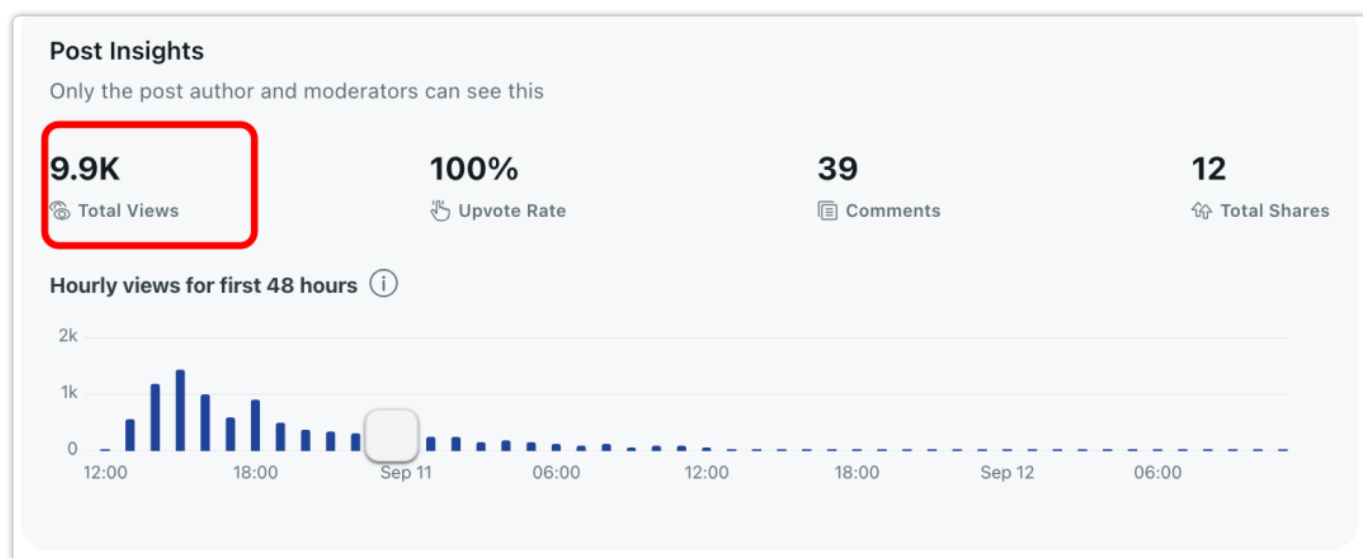 Post Insights
Only the post author and moderators can see this
9.9K 100% 39 12
Total Views Upvote Rate Comments Total Shares
Hourly views for first 48 hours
2k
1k
0
12:00 18:00 Sep 11 06:00 12:00 18:00 Sep 12 06:00